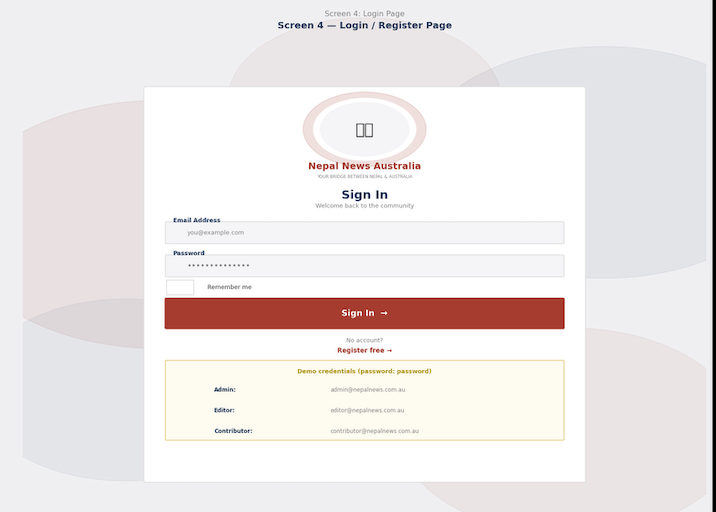 Screen 4: Login Page
Screen 4 — Login / Register Page
Nepal News Australia
YOUR BRIDGE BETWEEN NEPAL & AUSTRALIA
Sign In
Welcome back to the community
Email Address
you@example.com
Password
••••••••••••••
Remember me
Sign In →
No account?
Register free →
Demo credentials (password: password)
Admin: admin@nepalnews.com.au
Editor: editor@nepalnews.com.au
Contributor: contributor@nepalnews.com.au